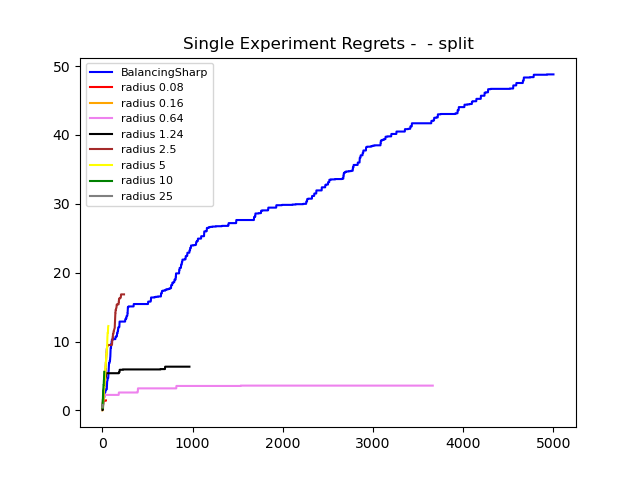 Single Experiment Regrets -  - split
BalancingSharp
radius 0.08
radius 0.16
radius 0.64
radius 1.24
radius 2.5
radius 5
radius 10
radius 25
50
40
30
20
10
0
0 1000 2000 3000 4000 5000